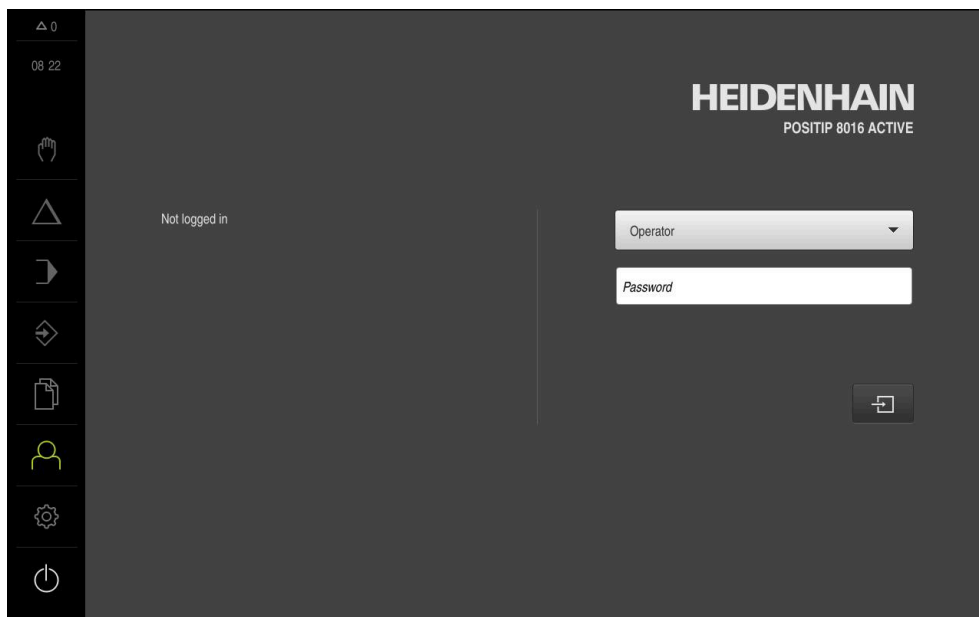 0
08 22
HEIDENHAIN
POSITIP 8016 ACTIVE
Not logged in
Operator
Password